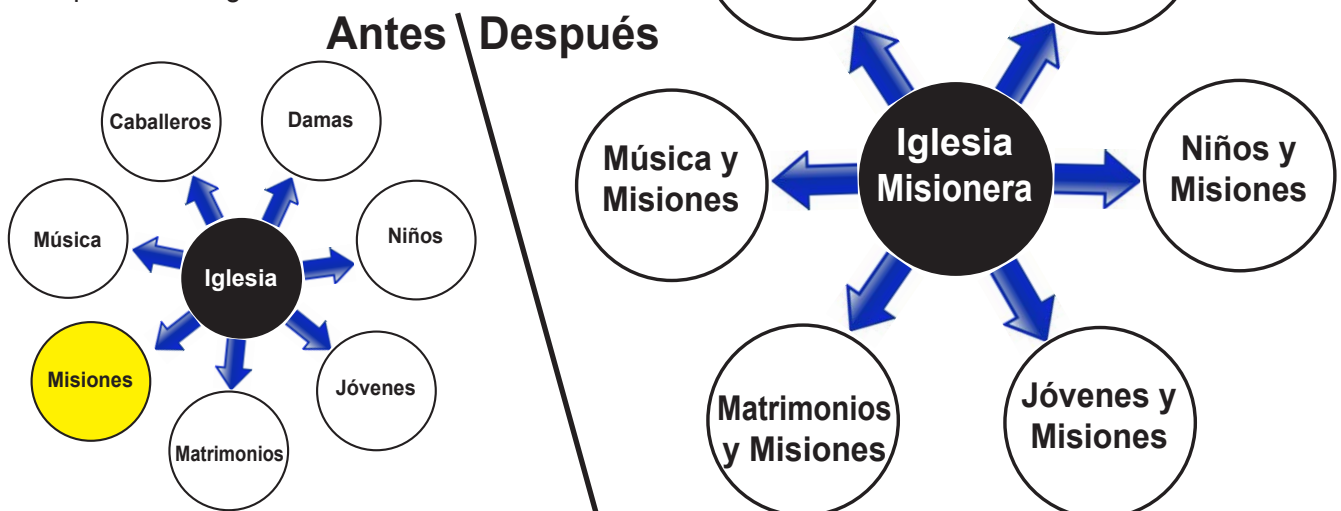 Antes
Después
Caballeros
Damas
Música
Niños
Iglesia
Misiones
Jóvenes
Matrimonios
Iglesia
Misionera
Música y
Misiones
Niños y
Misiones
Matrimonios
y Misiones
Jóvenes y
Misiones